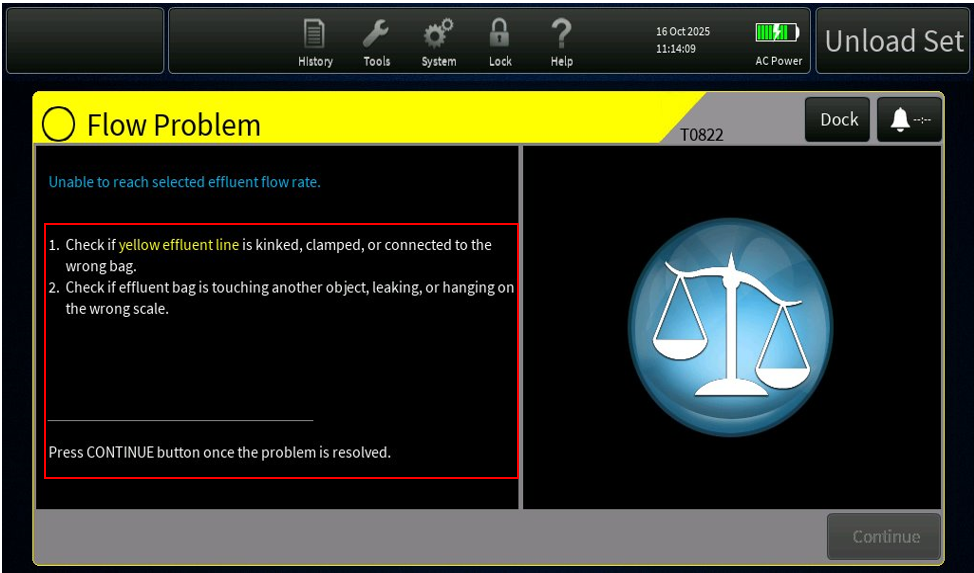 History
Tools
System
Lock
Help
16 Oct 2025
11:14:09
AC Power
Unload Set
Flow Problem
T0822
Dock
--:--
Unable to reach selected effluent flow rate.
1. Check if yellow effluent line is kinked, clamped, or connected to the
wrong bag.
2. Check if effluent bag is touching another object, leaking, or hanging on
the wrong scale.
Press CONTINUE button once the problem is resolved.
Continue